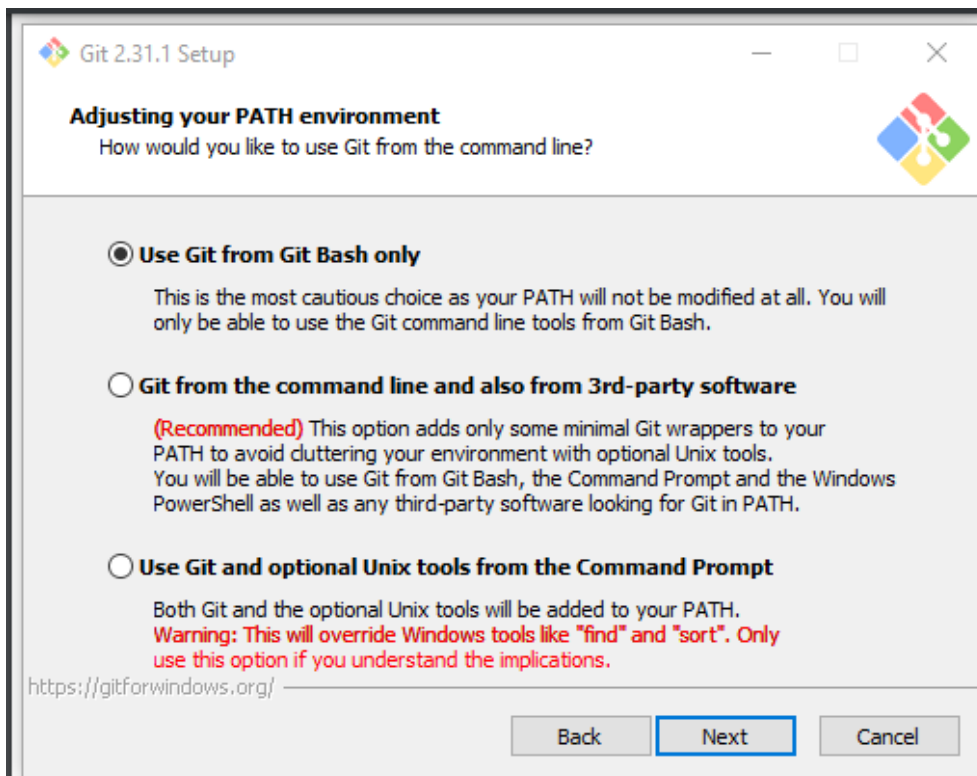 Git 2.31.1 Setup
Adjusting your PATH environment
How would you like to use Git from the command line?
Use Git from Git Bash only
This is the most cautious choice as your PATH will not be modified at all. You will
only be able to use the Git command line tools from Git Bash.
Git from the command line and also from 3rd-party software
(Recommended) This option adds only some minimal Git wrappers to your
PATH to avoid cluttering your environment with optional Unix tools.
You will be able to use Git from Git Bash, the Command Prompt and the Windows
PowerShell as well as any third-party software looking for Git in PATH.
Use Git and optional Unix tools from the Command Prompt
Both Git and the optional Unix tools will be added to your PATH.
Warning: This will override Windows tools like "find" and "sort". Only
use this option if you understand the implications.
https://gitforwindows.org/
Back
Next
Cancel